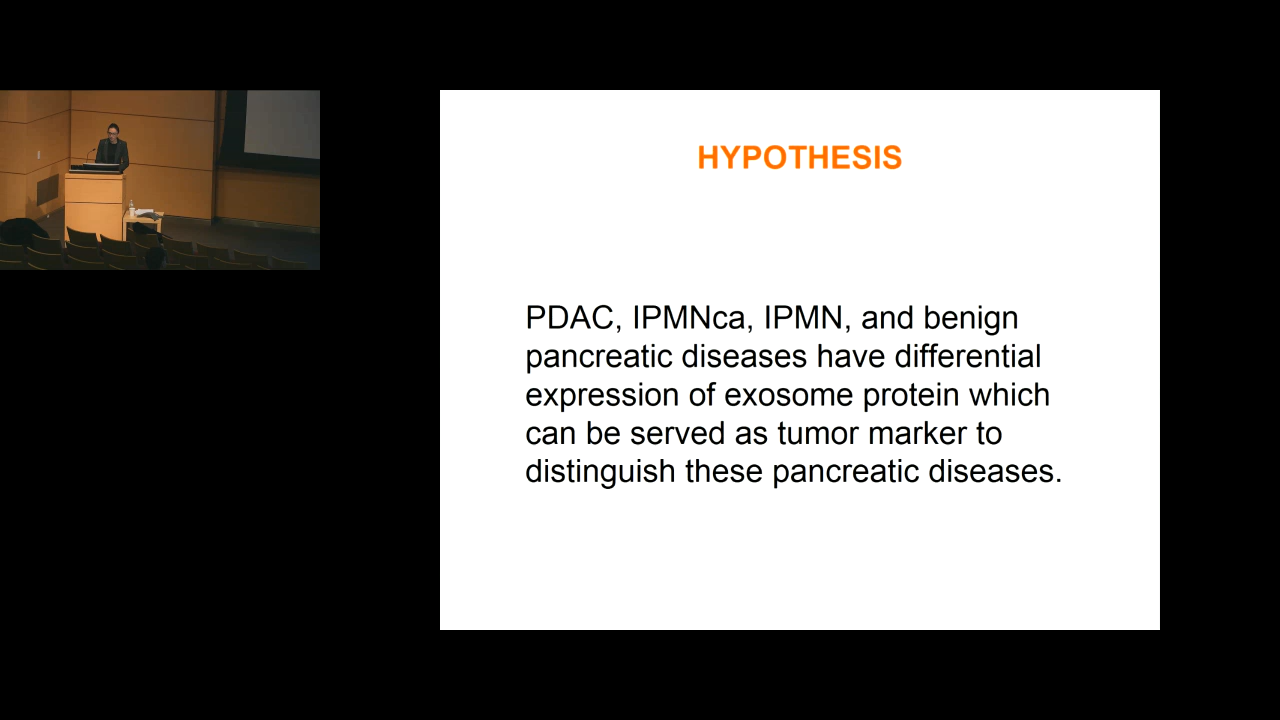 HYPOTHESIS
PDAC, IPMNca, IPMN, and benign
pancreatic diseases have differential
expression of exosome protein which
can be served as tumor marker to
distinguish these pancreatic diseases.